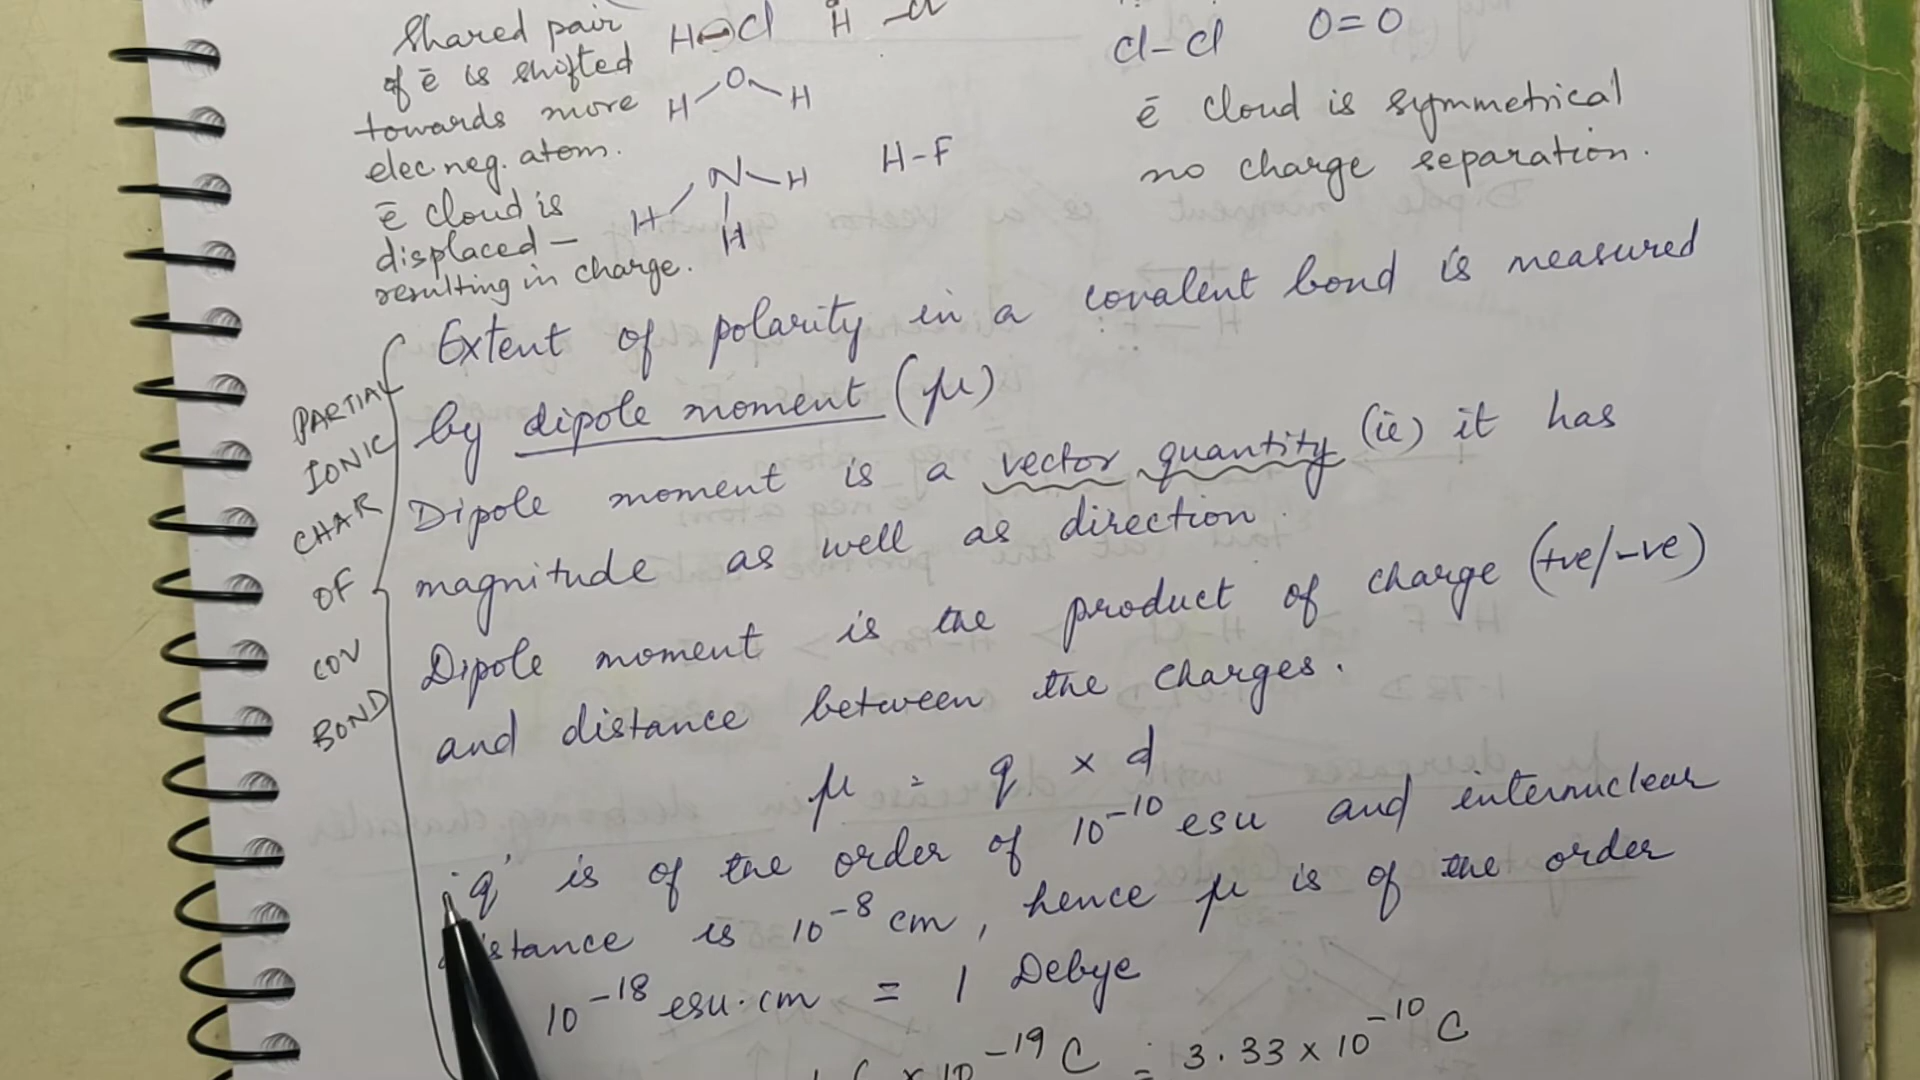 Shared pair
of ē is shifted
towards more
elec.neg. atom.
ē cloud is
displaced –
resulting in charge.
H Cl H – Cl
H O H
N H
H H
H-F
Cl-Cl O=O
ē cloud is symmetrical
no charge separation.
PARTIAL
IONIC
CHAR
OF
COV
BOND
Extent of polarity in a covalent bond is measured
by dipole moment (μ)
Dipole moment is a vector quantity (ie) it has
magnitude as well as direction.
Dipole moment is the product of charge (+ve/-ve)
and distance between the charges.
μ = q × d
'q' is of the order of 10⁻¹⁰ esu and internuclear
distance is 10⁻⁸ cm, hence μ is of the order
10⁻¹⁸ esu.cm = 1 Debye
× 10⁻¹⁹ C = 3.33 × 10⁻¹⁰ C